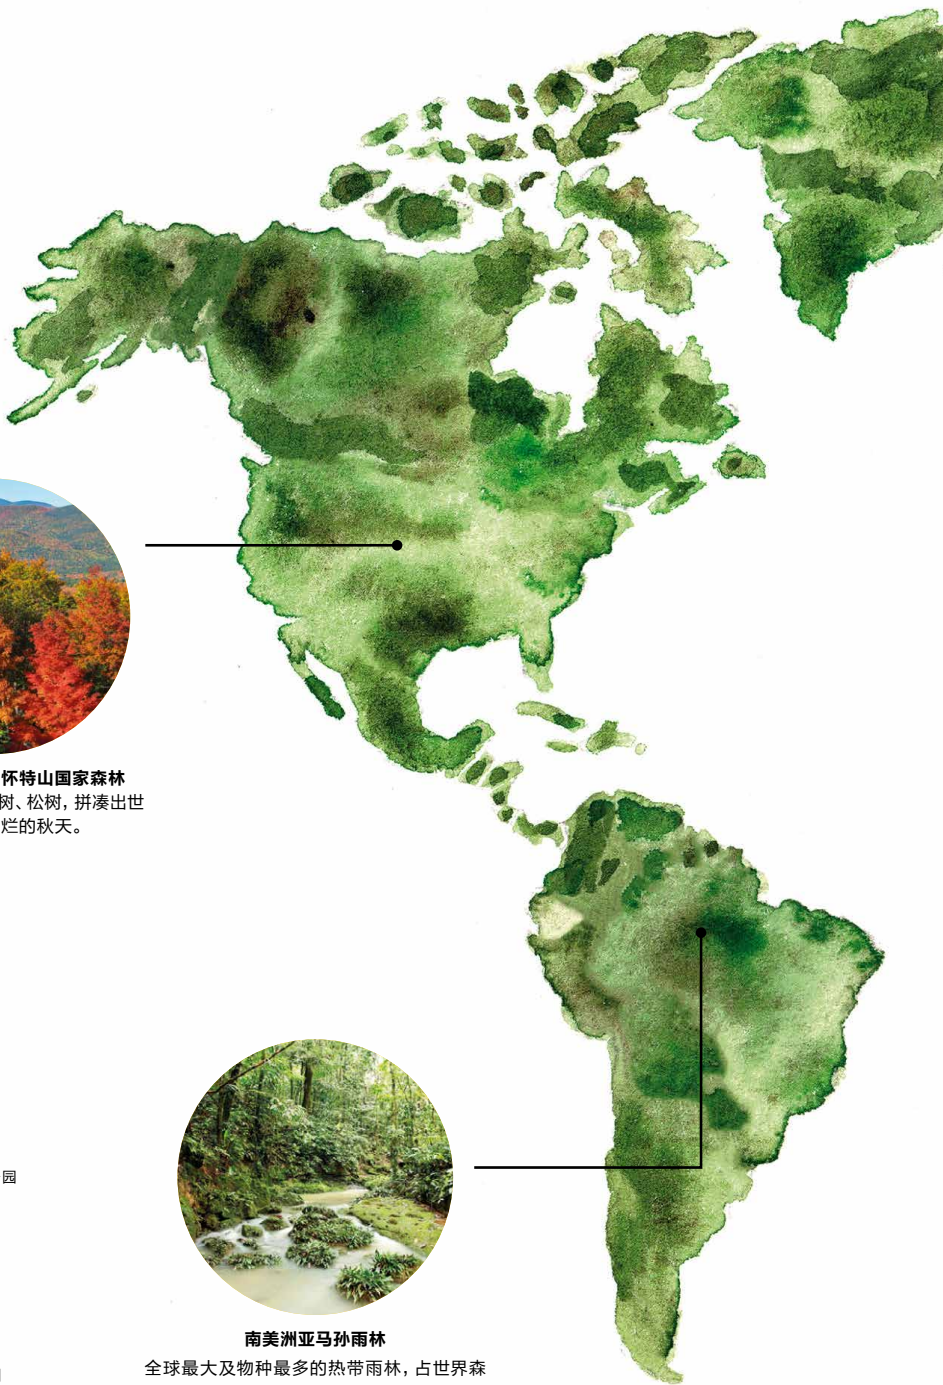 怀特山国家森林
树、松树，拼凑出世
烂的秋天。
园
南美洲亚马孙雨林
全球最大及物种最多的热带雨林，占世界森